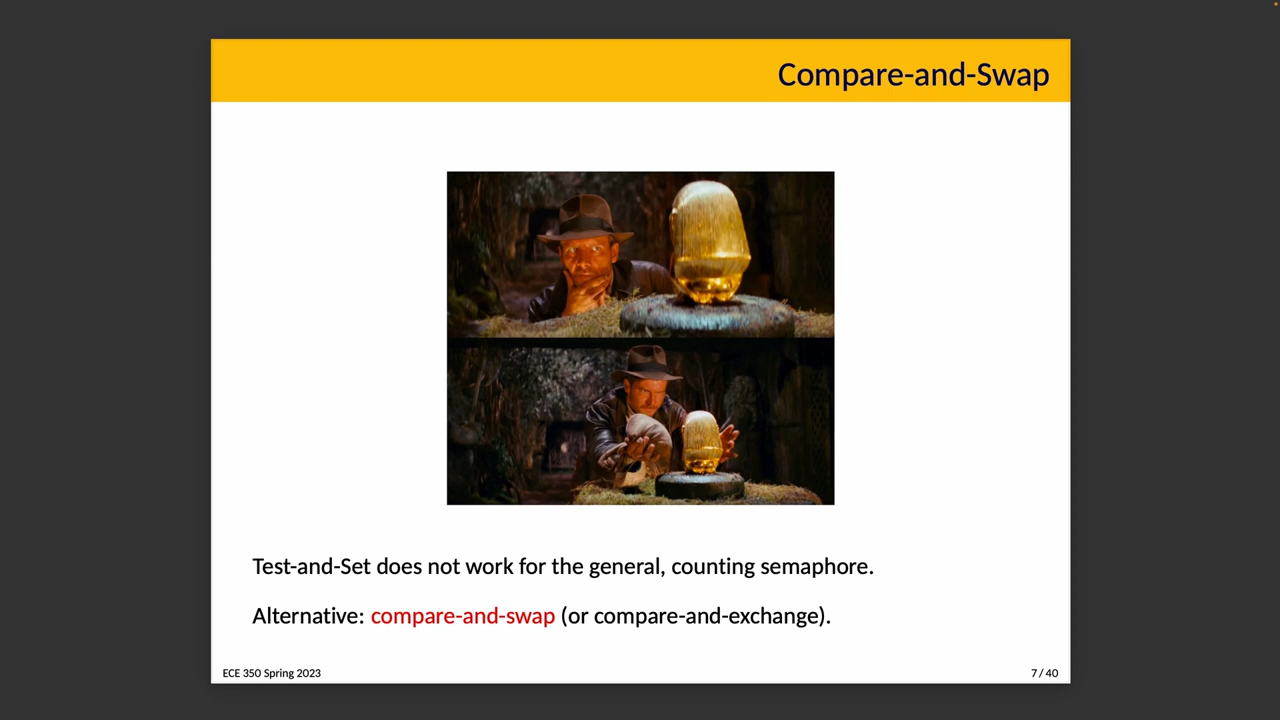 Compare-and-Swap
Test-and-Set does not work for the general, counting semaphore.
Alternative: compare-and-swap (or compare-and-exchange).
ECE 350 Spring 2023
7 / 40